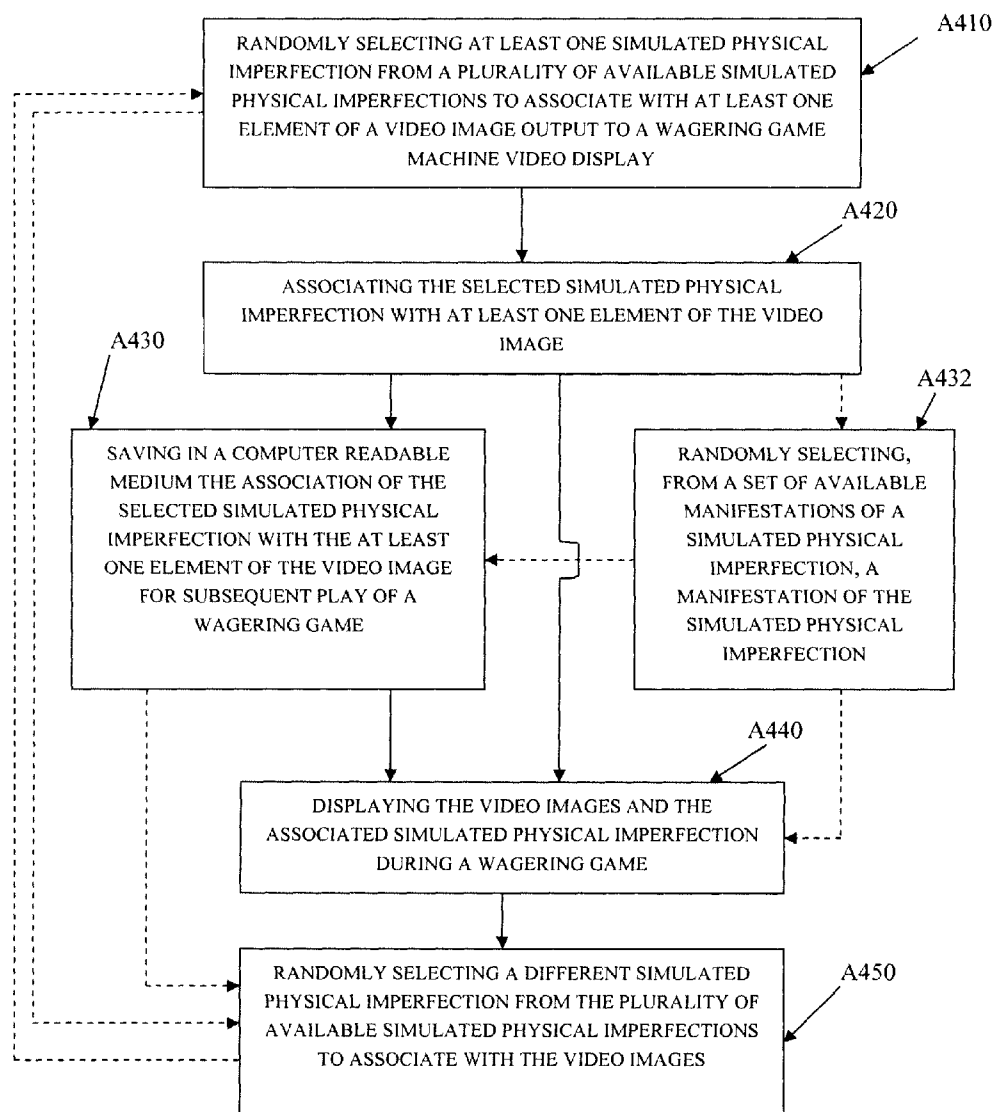 A410
RANDOMLY SELECTING AT LEAST ONE SIMULATED PHYSICAL
IMPERFECTION FROM A PLURALITY OF AVAILABLE SIMULATED
PHYSICAL IMPERFECTIONS TO ASSOCIATE WITH AT LEAST ONE
ELEMENT OF A VIDEO IMAGE OUTPUT TO A WAGERING GAME
MACHINE VIDEO DISPLAY
A420
ASSOCIATING THE SELECTED SIMULATED PHYSICAL
IMPERFECTION WITH AT LEAST ONE ELEMENT OF THE VIDEO
IMAGE
A430
SAVING IN A COMPUTER READABLE
MEDIUM THE ASSOCIATION OF THE
SELECTED SIMULATED PHYSICAL
IMPERFECTION WITH THE AT LEAST
ONE ELEMENT OF THE VIDEO IMAGE
FOR SUBSEQUENT PLAY OF A
WAGERING GAME
A432
RANDOMLY SELECTING,
FROM A SET OF AVAILABLE
MANIFESTATIONS OF A
SIMULATED PHYSICAL
IMPERFECTION, A
MANIFESTATION OF THE
SIMULATED PHYSICAL
IMPERFECTION
A440
DISPLAYING THE VIDEO IMAGES AND THE
ASSOCIATED SIMULATED PHYSICAL IMPERFECTION
DURING A WAGERING GAME
A450
RANDOMLY SELECTING A DIFFERENT SIMULATED
PHYSICAL IMPERFECTION FROM THE PLURALITY OF
AVAILABLE SIMULATED PHYSICAL IMPERFECTIONS
TO ASSOCIATE WITH THE VIDEO IMAGES